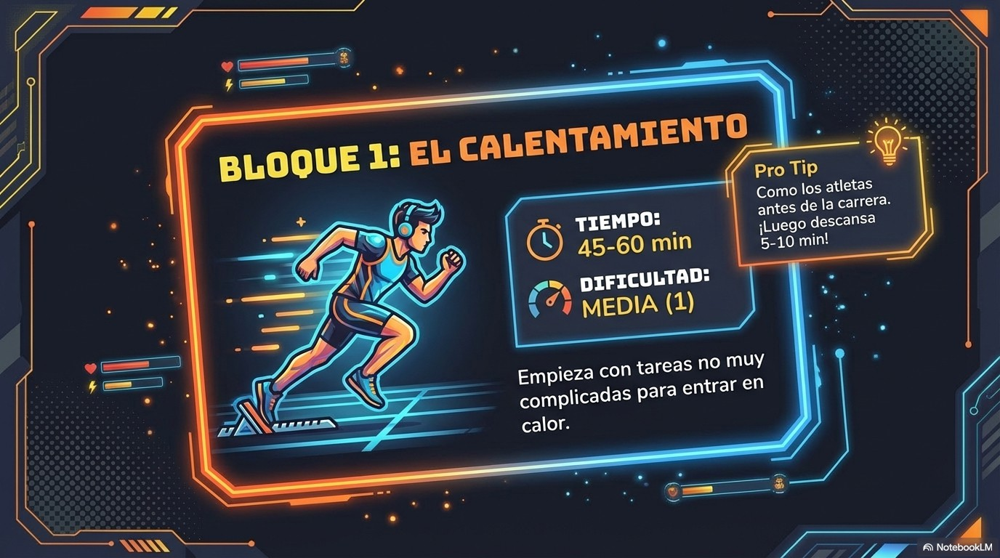 BLOQUE 1: EL CALENTAMIENTO
TIEMPO:
45-60 min
DIFICULTAD:
MEDIA (1)
Empieza con tareas no muy
complicadas para entrar en
calor.
Pro Tip
Como los atletas
antes de la carrera.
¡Luego descansa
5-10 min!
NotebookLM